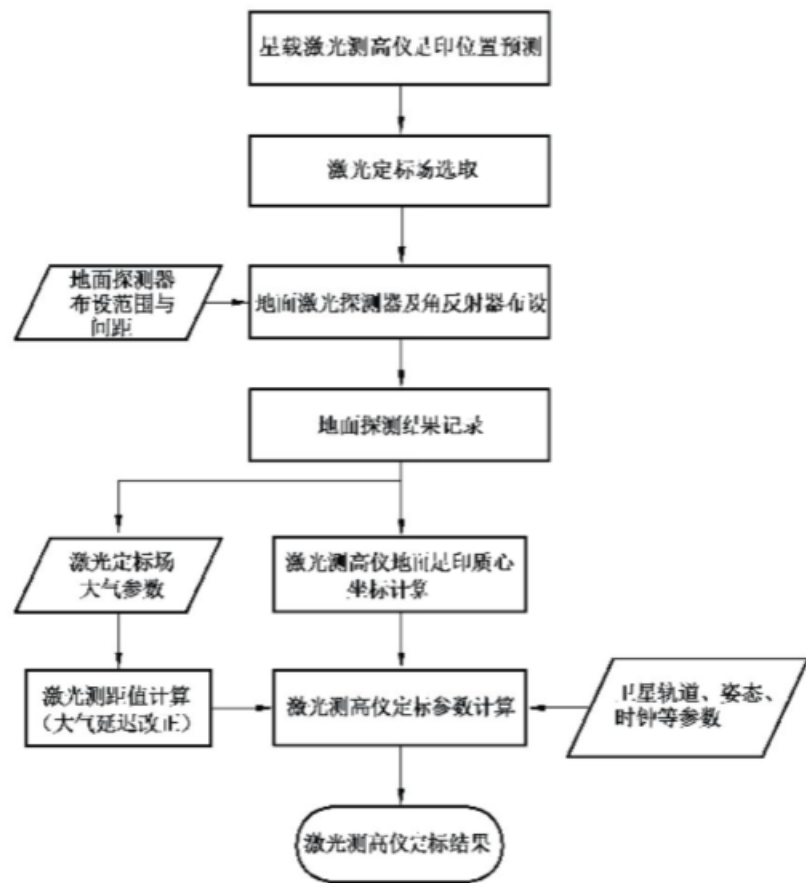 星载激光测高仪足印位置预测
激光定标场选取
地面探测器
布设范围与
间距
地面激光探测器及角反射器布设
地面探测结果记录
激光定标场
大气参数
激光测高仪地面足印质心
坐标计算
激光测距值计算
（大气延迟改正）
激光测高仪定标参数计算
卫星轨道、姿态、
时钟等参数
激光测高仪定标结果